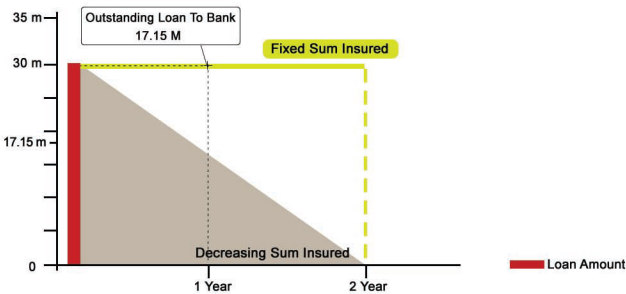 35 m
Outstanding Loan To Bank
17.15 M
Fixed Sum Insured
30 m
17.15 m
Decreasing Sum Insured
0
1 Year
2 Year
Loan Amount